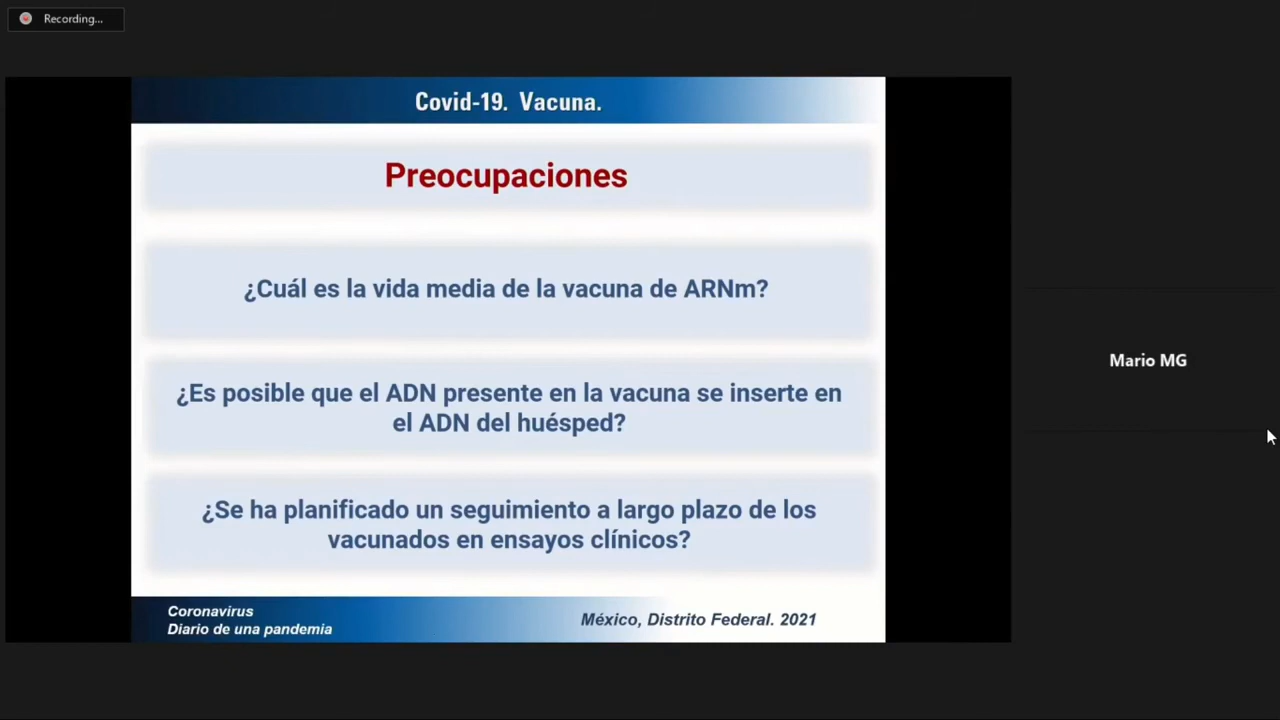 Recording...
Covid-19. Vacuna.
Preocupaciones
¿Cuál es la vida media de la vacuna de ARNm?
¿Es posible que el ADN presente en la vacuna se inserte en
el ADN del huésped?
¿Se ha planificado un seguimiento a largo plazo de los
vacunados en ensayos clínicos?
Coronavirus
Diario de una pandemia
México, Distrito Federal. 2021
Mario MG